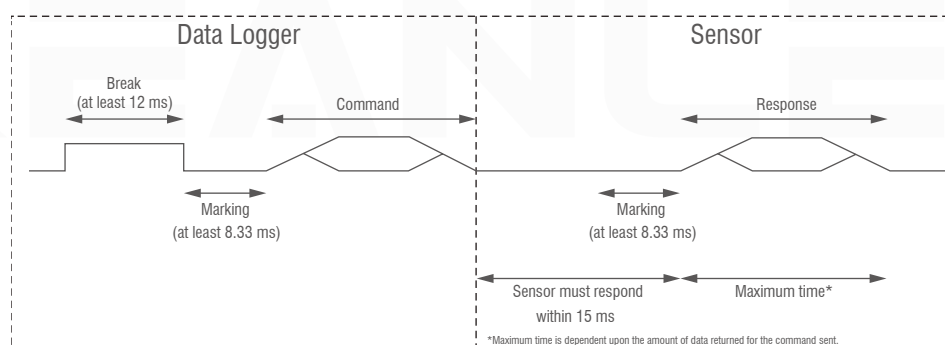 Data Logger
Sensor
Break
(at least 12 ms)
Command
Response
Marking
(at least 8.33 ms)
Marking
(at least 8.33 ms)
Sensor must respond
within 15 ms
Maximum time*
*Maximum time is dependent upon the amount of data returned for the command sent.